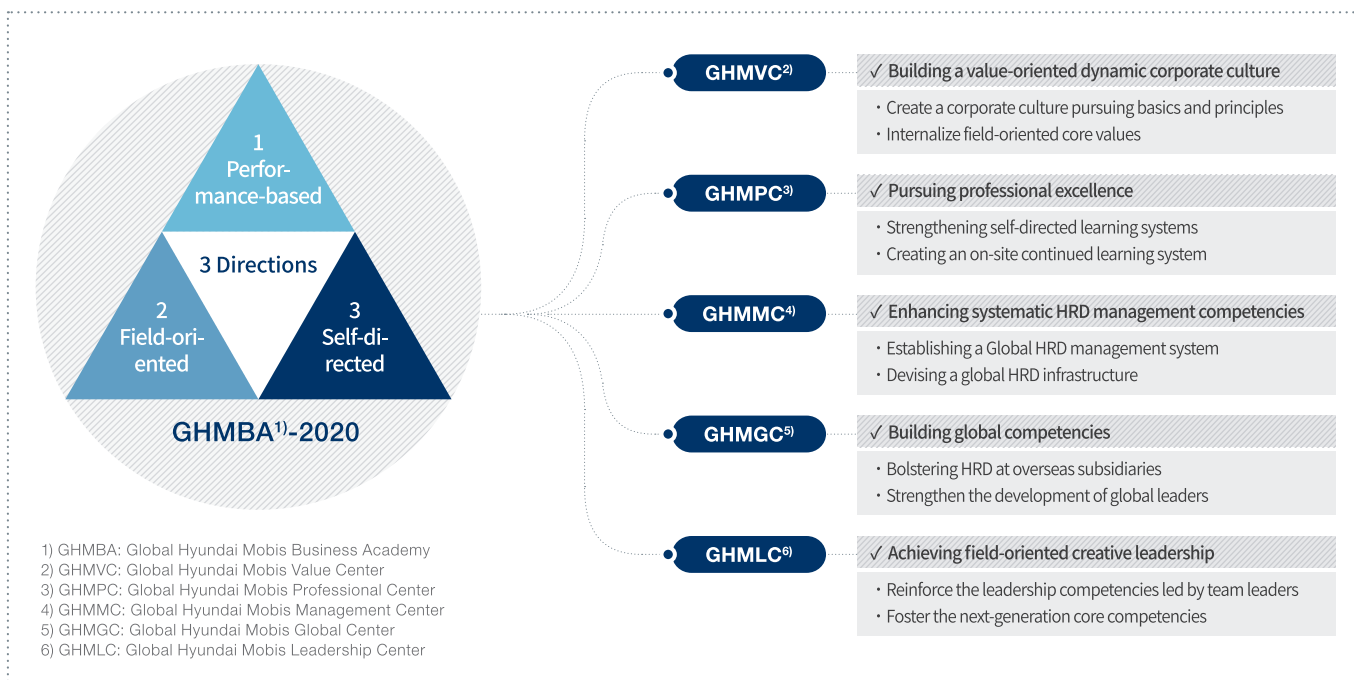 1
Perfor-
mance-based
3 Directions
2
Field-ori-
ented
3
Self-di-
rected
GHMBA1)-2020
1) GHMBA: Global Hyundai Mobis Business Academy
2) GHMVC: Global Hyundai Mobis Value Center
3) GHMPC: Global Hyundai Mobis Professional Center
4) GHMMC: Global Hyundai Mobis Management Center
5) GHMGC: Global Hyundai Mobis Global Center
6) GHMLC: Global Hyundai Mobis Leadership Center
GHMVC2)
✓ Building a value-oriented dynamic corporate culture
· Create a corporate culture pursuing basics and principles
· Internalize field-oriented core values
GHMPC3)
✓ Pursuing professional excellence
· Strengthening self-directed learning systems
· Creating an on-site continued learning system
GHMMC4)
✓ Enhancing systematic HRD management competencies
· Establishing a Global HRD management system
· Devising a global HRD infrastructure
GHMGC5)
✓ Building global competencies
· Bolstering HRD at overseas subsidiaries
· Strengthen the development of global leaders
GHMLC6)
✓ Achieving field-oriented creative leadership
· Reinforce the leadership competencies led by team leaders
· Foster the next-generation core competencies